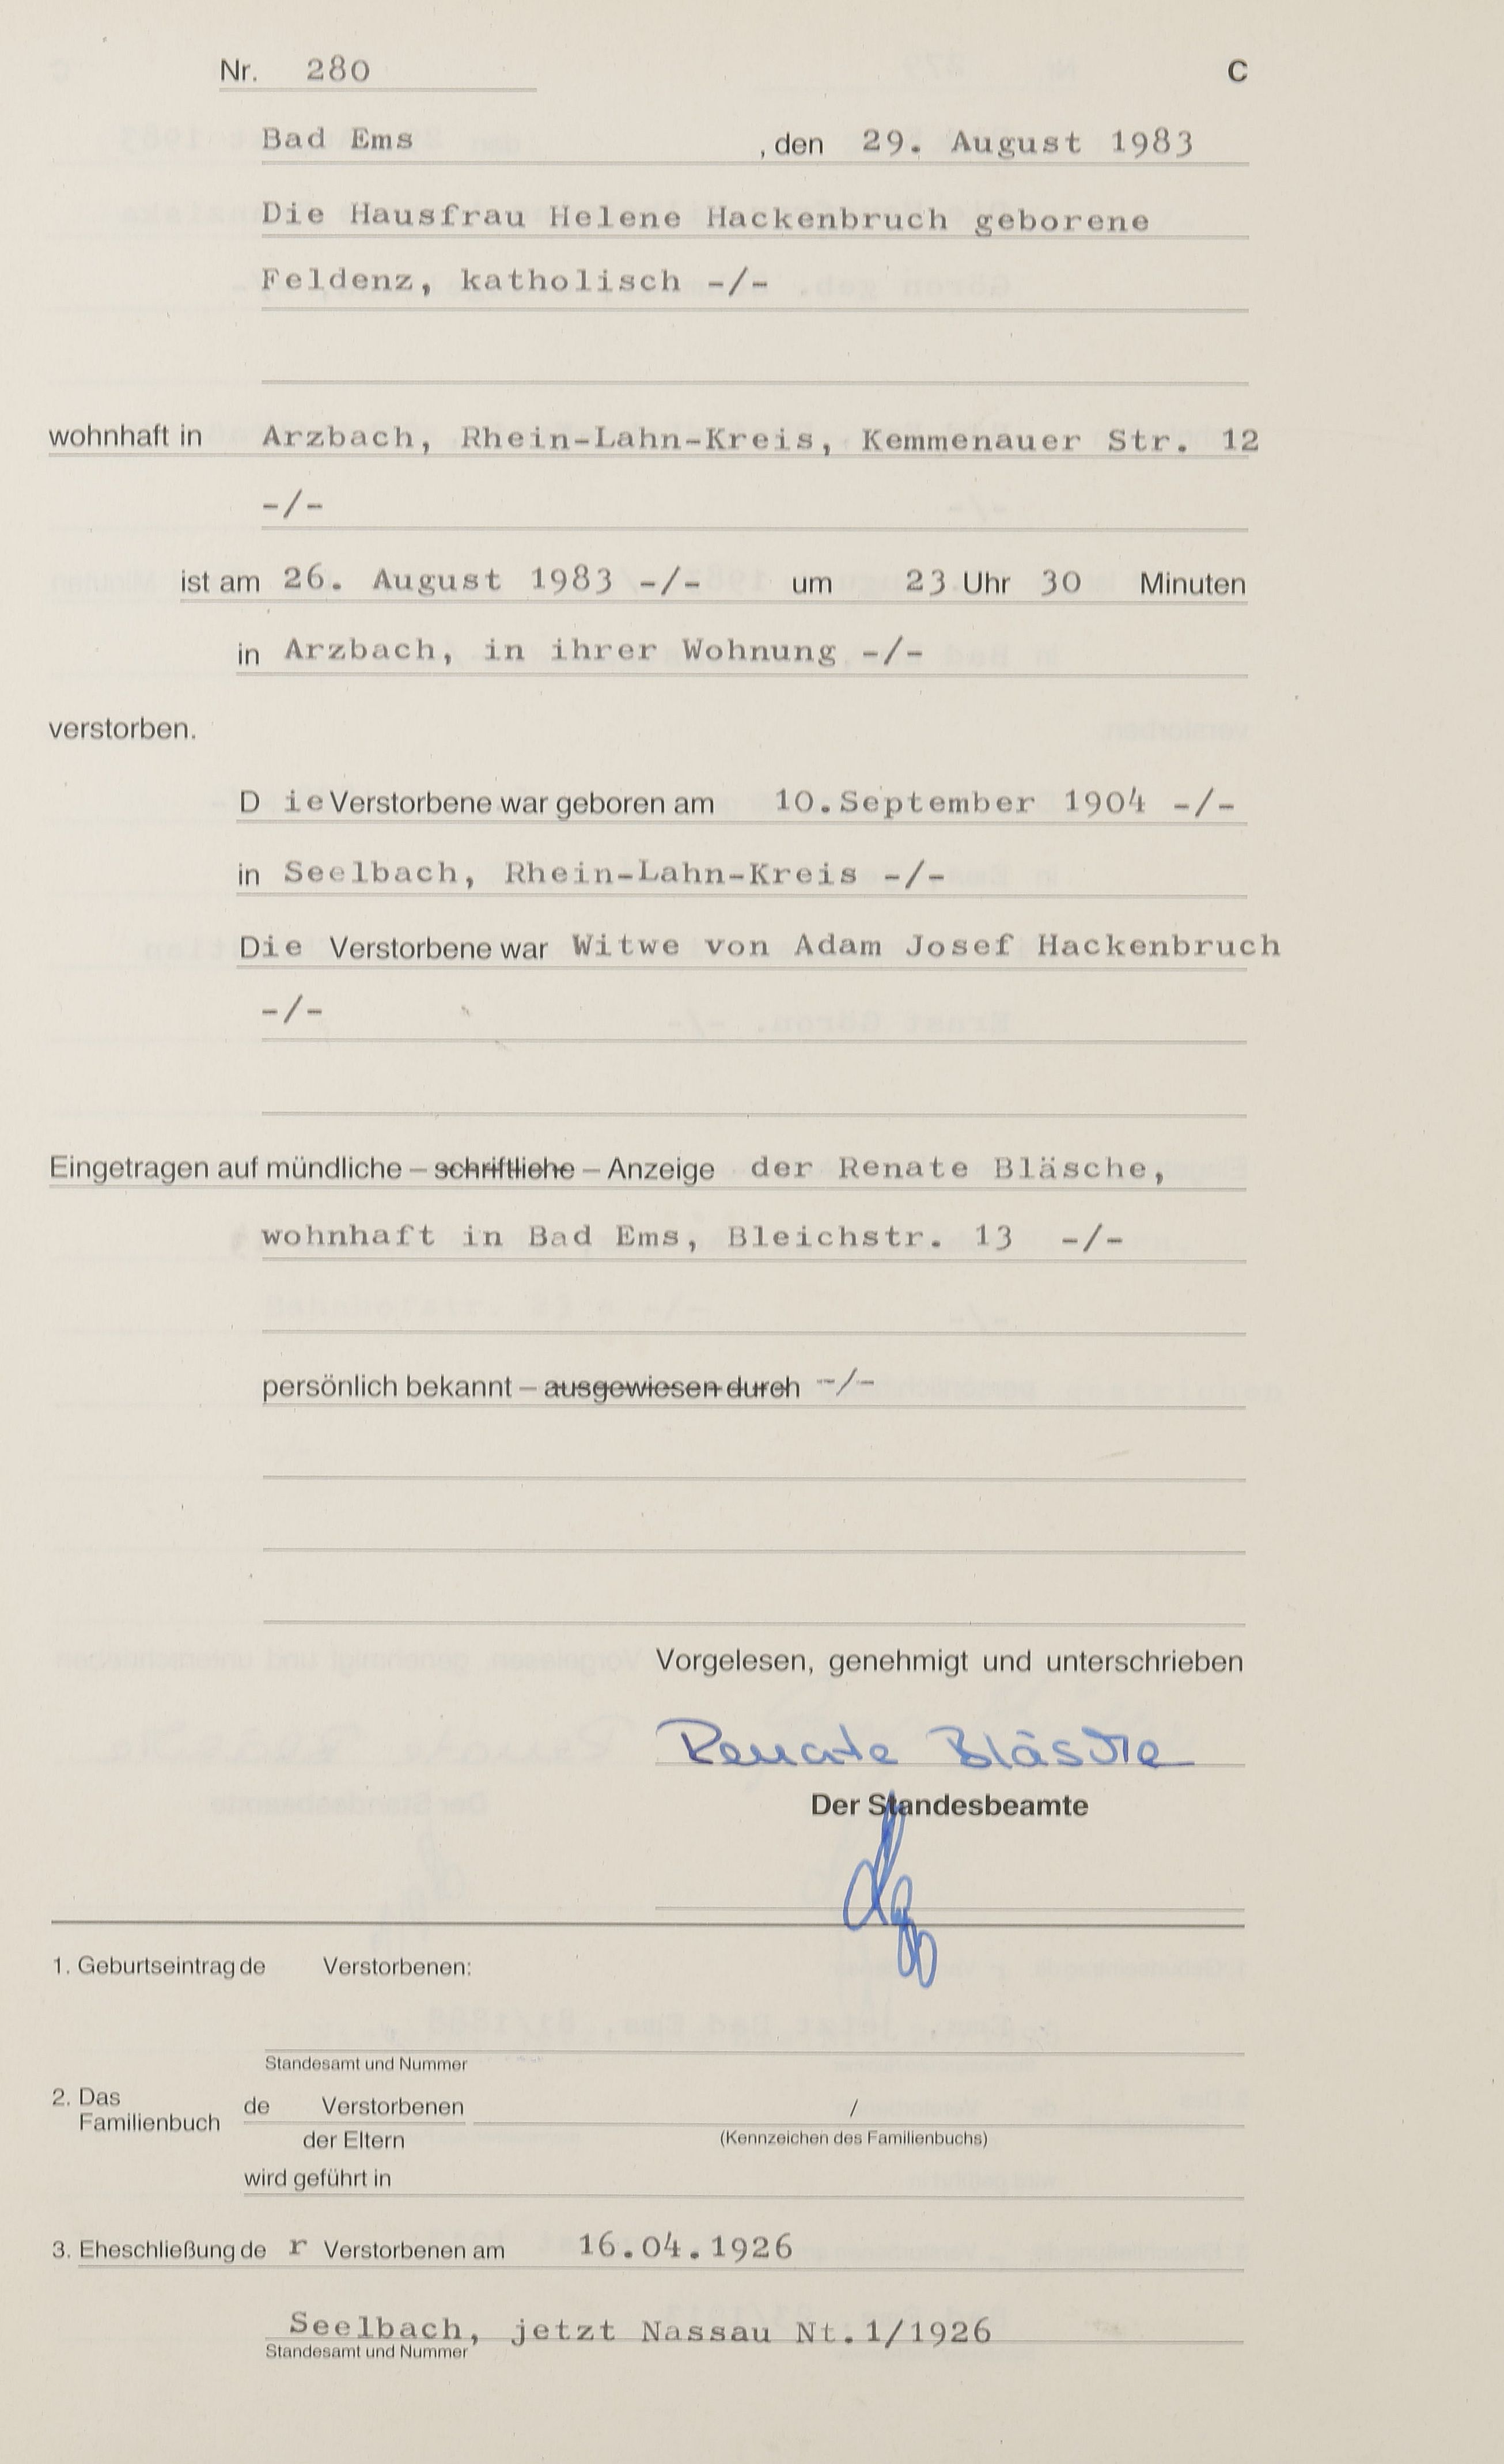 Nr. 280 C
Bad Ems , den 29. August 1983
Die Hausfrau Helene Hackenbruch geborene
Feldenz, katholisch -/-
wohnhaft in Arzbach, Rhein-Lahn-Kreis, Kemmenauer Str. 12
-/-
ist am 26. August 1983 -/- um 23 Uhr 30 Minuten
in Arzbach, in ihrer Wohnung -/-
verstorben.
D ie Verstorbene war geboren am 10.September 1904 -/-
in Seelbach, Rhein-Lahn-Kreis -/-
Die Verstorbene war Witwe von Adam Josef Hackenbruch
-/-
Eingetragen auf mündliche – schriftliche – Anzeige der Renate Bläsche,
wohnhaft in Bad Ems, Bleichstr. 13 -/-
persönlich bekannt – ausgewiesen durch -/-
Vorgelesen, genehmigt und unterschrieben
Renate Bläsche
Der Standesbeamte
1. Geburtseintrag de Verstorbenen:
Standesamt und Nummer
2. Das Familienbuch de Verstorbenen /
der Eltern (Kennzeichen des Familienbuchs)
wird geführt in
3. Eheschließung de r Verstorbenen am 16.04.1926
Seelbach, jetzt Nassau Nt.1/1926
Standesamt und Nummer